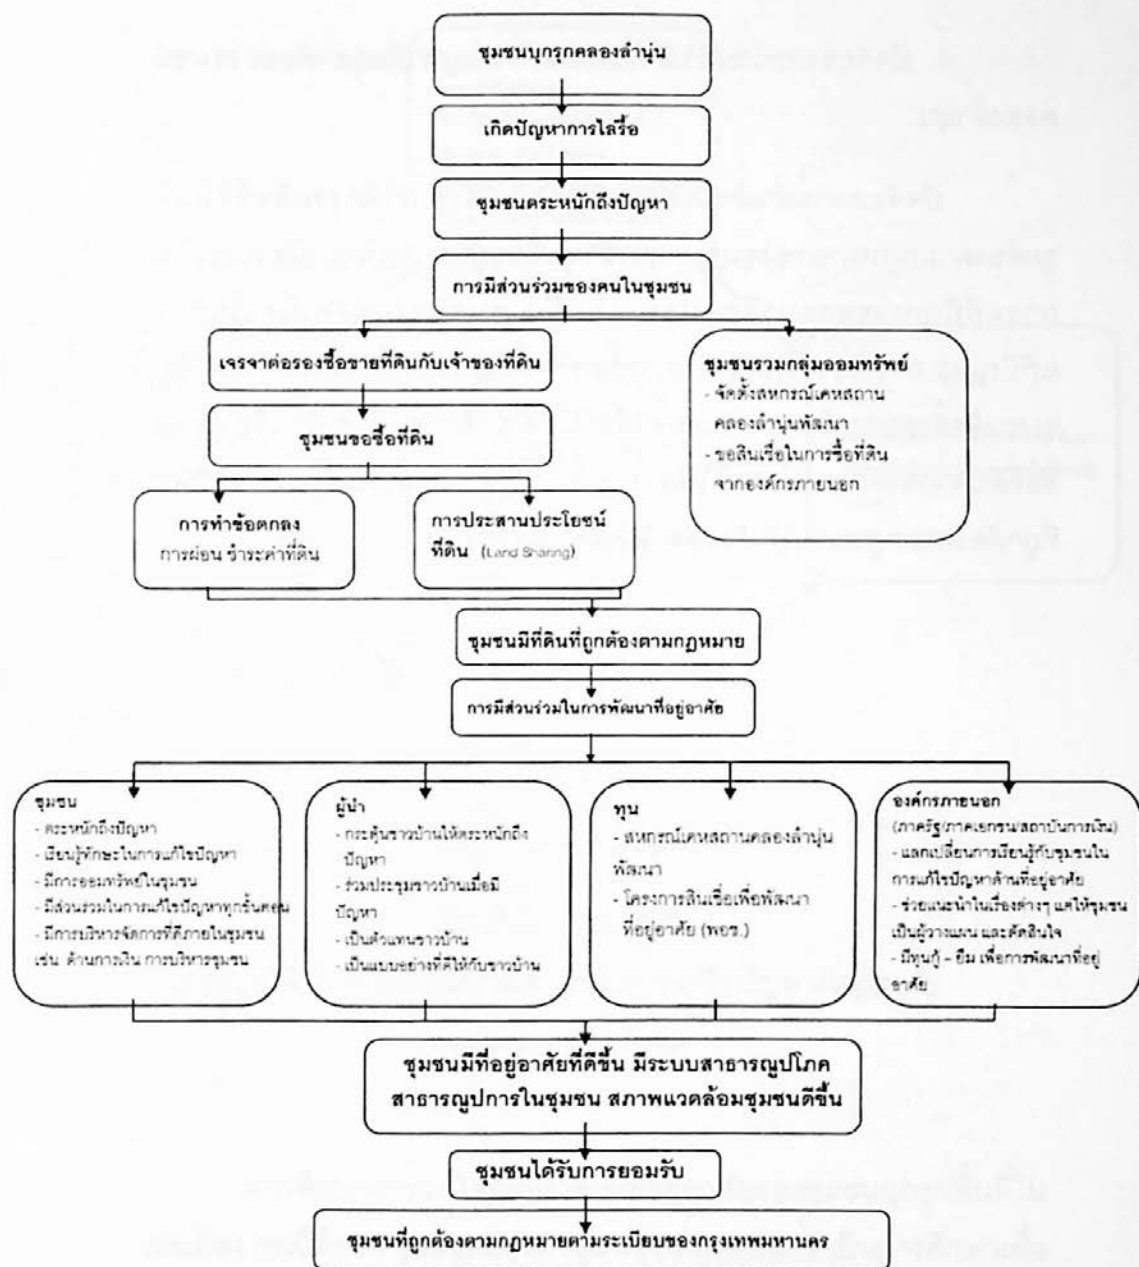 ชุมชนบุกรุกคลองลำนุ่น
เกิดปัญหาการไล่รื้อ
ชุมชนตระหนักถึงปัญหา
การมีส่วนร่วมของคนในชุมชน
เจรจาต่อรองซื้อขายที่ดินกับเจ้าของที่ดิน
ชุมชนขอซื้อที่ดิน
การทำข้อตกลง
การผ่อน ชำระค่าที่ดิน
การประสานประโยชน์
ที่ดิน (Land Sharing)
ชุมชนรวมกลุ่มออมทรัพย์
- จัดตั้งสหกรณ์เคหสถาน
คลองลำนุ่นพัฒนา
- ขอสินเชื่อในการซื้อที่ดิน
จากองค์กรภายนอก
ชุมชนมีที่ดินที่ถูกต้องตามกฎหมาย
การมีส่วนร่วมในการพัฒนาที่อยู่อาศัย
ชุมชน
- ตระหนักถึงปัญหา
- เรียนรู้ทักษะในการแก้ไขปัญหา
- มีการออมทรัพย์ในชุมชน
- มีส่วนรวมในการแก้ไขปัญหาทุกขั้นตอน
- มีการบริหารจัดการที่ดีภายในชุมชน
เช่น ด้านการเงิน การบริหารชุมชน
ผู้นำ
- กระตุ้นชาวบ้านให้ตระหนักถึง
ปัญหา
- ร่วมประชุมชาวบ้านเมื่อมี
ปัญหา
- เป็นตัวแทนชาวบ้าน
- เป็นแบบอย่างที่ดีให้กับชาวบ้าน
ทุน
- สหกรณ์เคหสถานคลองลำนุ่น
พัฒนา
- โครงการสินเชื่อเพื่อพัฒนา
ที่อยู่อาศัย (พอช.)
องค์กรภายนอก
(ภาครัฐ/ภาคเอกชน/สถาบันการเงิน)
- แลกเปลี่ยนการเรียนรู้กับชุมชนใน
การแก้ไขปัญหาด้านที่อยู่อาศัย
- ช่วยแนะนำในเรื่องต่างๆ แต่ให้ชุมชน
เป็นผู้วางแผน และตัดสินใจ
- มีทุนกู้ – ยืม เพื่อการพัฒนาที่อยู่
อาศัย
ชุมชนมีที่อยู่อาศัยที่ดีขึ้น มีระบบสาธารณูปโภค
สาธารณูปการในชุมชน สภาพแวดล้อมชุมชนดีขึ้น
ชุมชนได้รับการยอมรับ
ชุมชนที่ถูกต้องตามกฎหมายตามระเบียบของกรุงเทพมหานคร